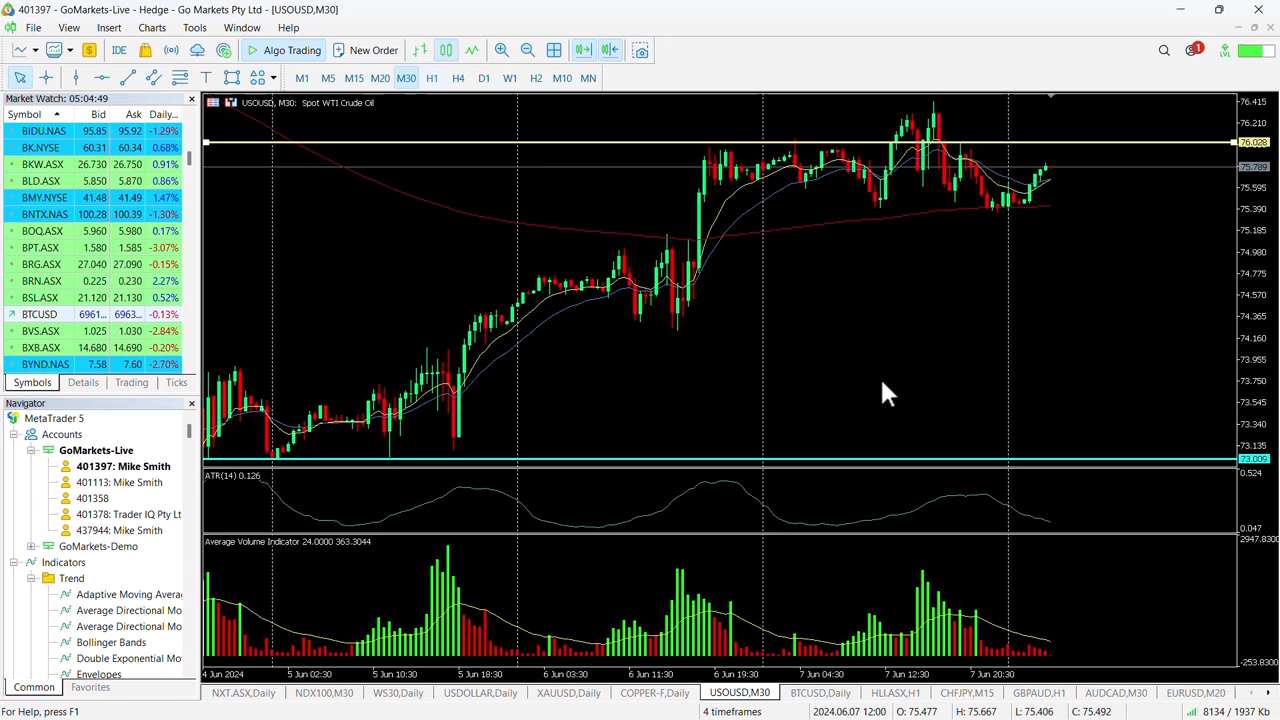 401397 - GoMarkets-Live - Hedge - Go Markets Pty Ltd - [USOUSD,M30]
File View Insert Charts Tools Window Help
IDE Algo Trading New Order 1 LVL
M1 M5 M15 M20 M30 H1 H4 D1 W1 H2 M10 MN
Market Watch: 05:04:49
Symbol Bid Ask Daily...
BIDU.NAS 95.85 95.92 -1.29%
BK.NYSE 60.31 60.34 0.68%
BKW.ASX 26.730 26.750 0.91%
BLD.ASX 5.850 5.870 0.86%
BMY.NYSE 41.48 41.49 1.47%
BNTX.NAS 100.28 100.39 -1.30%
BOQ.ASX 5.960 5.980 0.17%
BPT.ASX 1.580 1.585 -3.07%
BRG.ASX 27.040 27.090 -0.15%
BRN.ASX 0.225 0.230 2.27%
BSL.ASX 21.120 21.130 0.52%
BTCUSD 6961... 6963... -0.13%
BVS.ASX 1.025 1.030 -2.84%
BXB.ASX 14.680 14.690 -0.20%
BYND.NAS 7.58 7.60 -2.70%
Symbols Details Trading Ticks
Navigator
MetaTrader 5
Accounts
GoMarkets-Live
401397: Mike Smith
401113: Mike Smith
401358
401378: Trader IQ Pty Lt
437944: Mike Smith
GoMarkets-Demo
Indicators
Trend
Adaptive Moving Avera
Average Directional Mo
Average Directional Mo
Bollinger Bands
Double Exponential Mo
Envelopes
Common Favorites
USOUSD, M30: Spot WTI Crude Oil
76.415
76.210
76.028
75.789
75.595
75.390
75.185
74.980
74.775
74.570
74.365
74.160
73.955
73.750
73.545
73.340
73.135
73.009
ATR(14) 0.126
0.524
0.047
Average Volume Indicator 24.0000 363.3044
2947.8300
-253.8300
4 Jun 2024 5 Jun 02:30 5 Jun 10:30 5 Jun 18:30 6 Jun 03:30 6 Jun 11:30 6 Jun 19:30 7 Jun 04:30 7 Jun 12:30 7 Jun 20:30
NXT.ASX,Daily NDX100,M30 WS30,Daily USDOLLAR,Daily XAUUSD,Daily COPPER-F,Daily USOUSD,M30 BTCUSD,Daily HLI.ASX,H1 CHFJPY,M15 GBPAUD,H1 AUDCAD,M30 EURUSD,M20
For Help, press F1 4 timeframes 2024.06.07 12:00 O: 75.477 H: 75.667 L: 75.406 C: 75.492 8134 / 1937 Kb